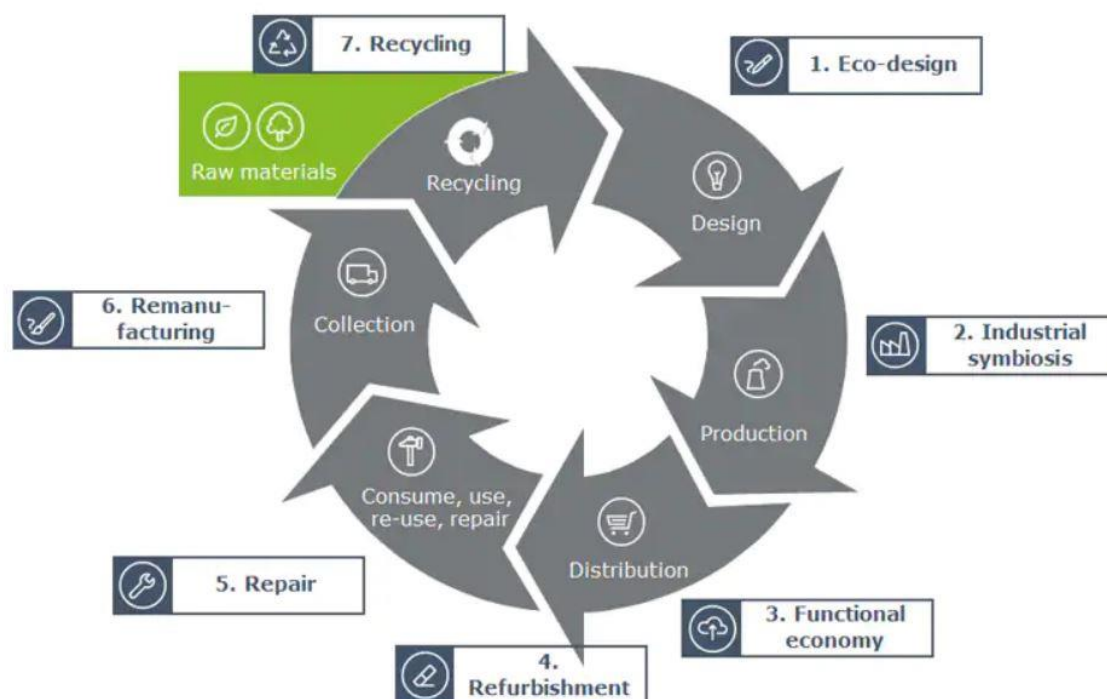 7. Recycling
1. Eco-design
Raw materials
Recycling
Design
6. Remanu-
facturing
Collection
2. Industrial
symbiosis
Production
Consume, use,
re-use, repair
Distribution
5. Repair
3. Functional
economy
4.
Refurbishment